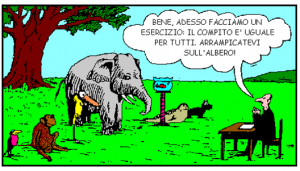 BENE, ADESSO FACCIAMO UN
ESERCIZIO: IL COMPITO E' UGUALE
PER TUTTI. ARRAMPICATEVI
SULL'ALBERO!